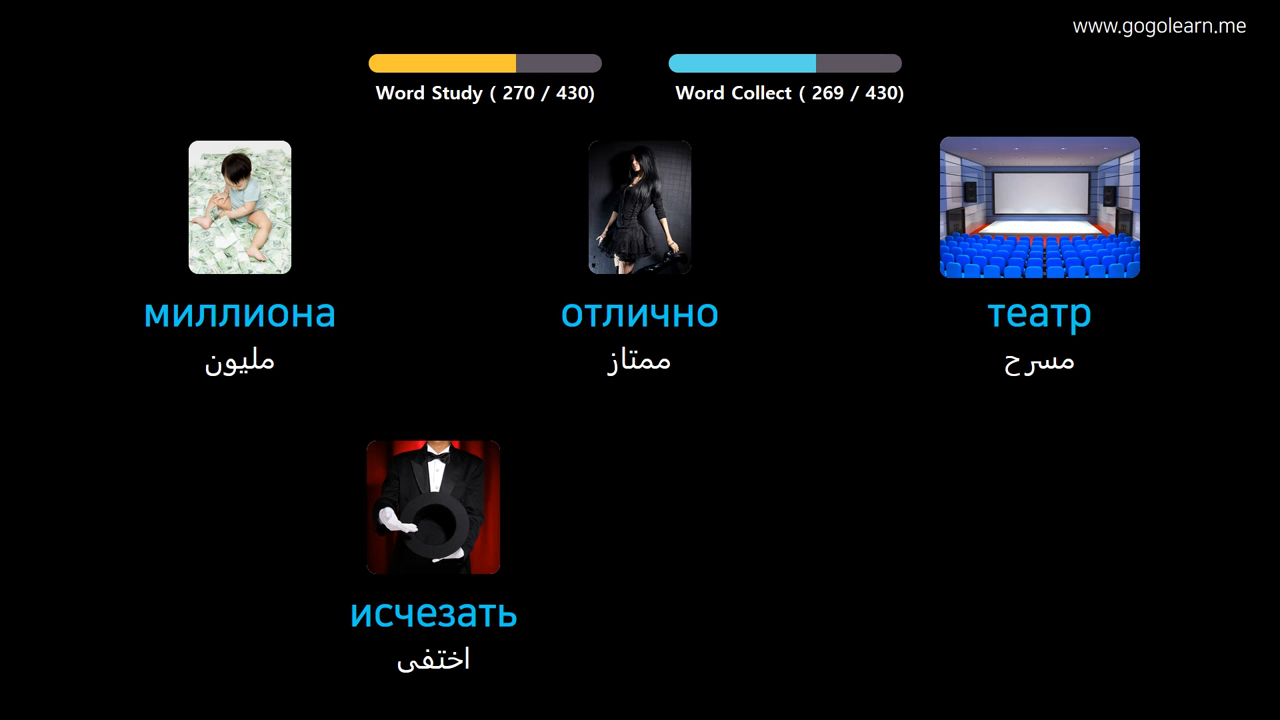 www.gogolearn.me
Word Study ( 270 / 430)
Word Collect ( 269 / 430)
миллиона
مليون
отлично
ممتاز
театр
مسرح
исчезать
اختفى